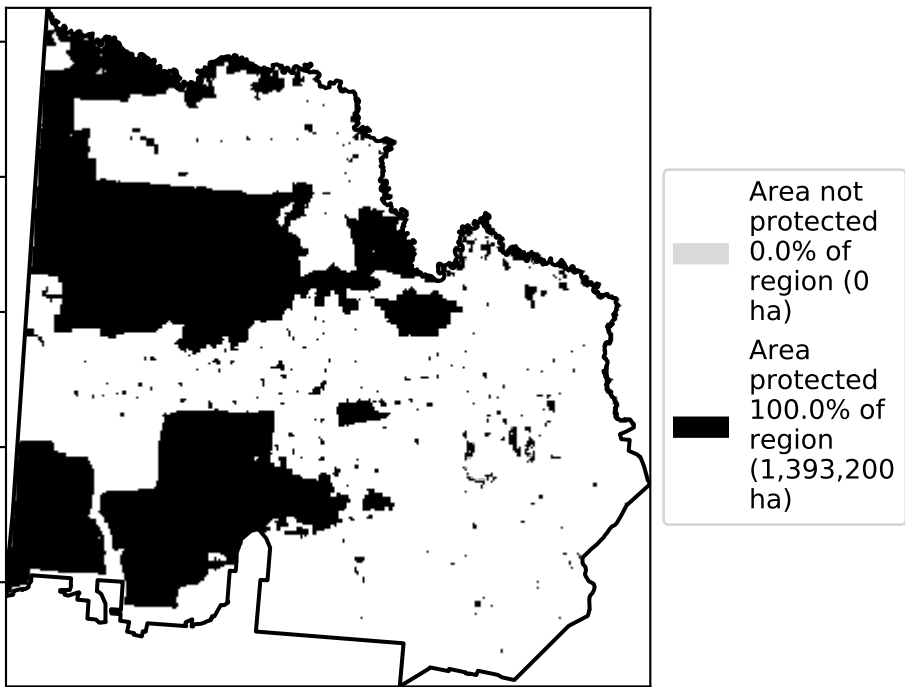 Area not
protected
0.0% of
region (0
ha)
Area
protected
100.0% of
region
(1,393,200
ha)